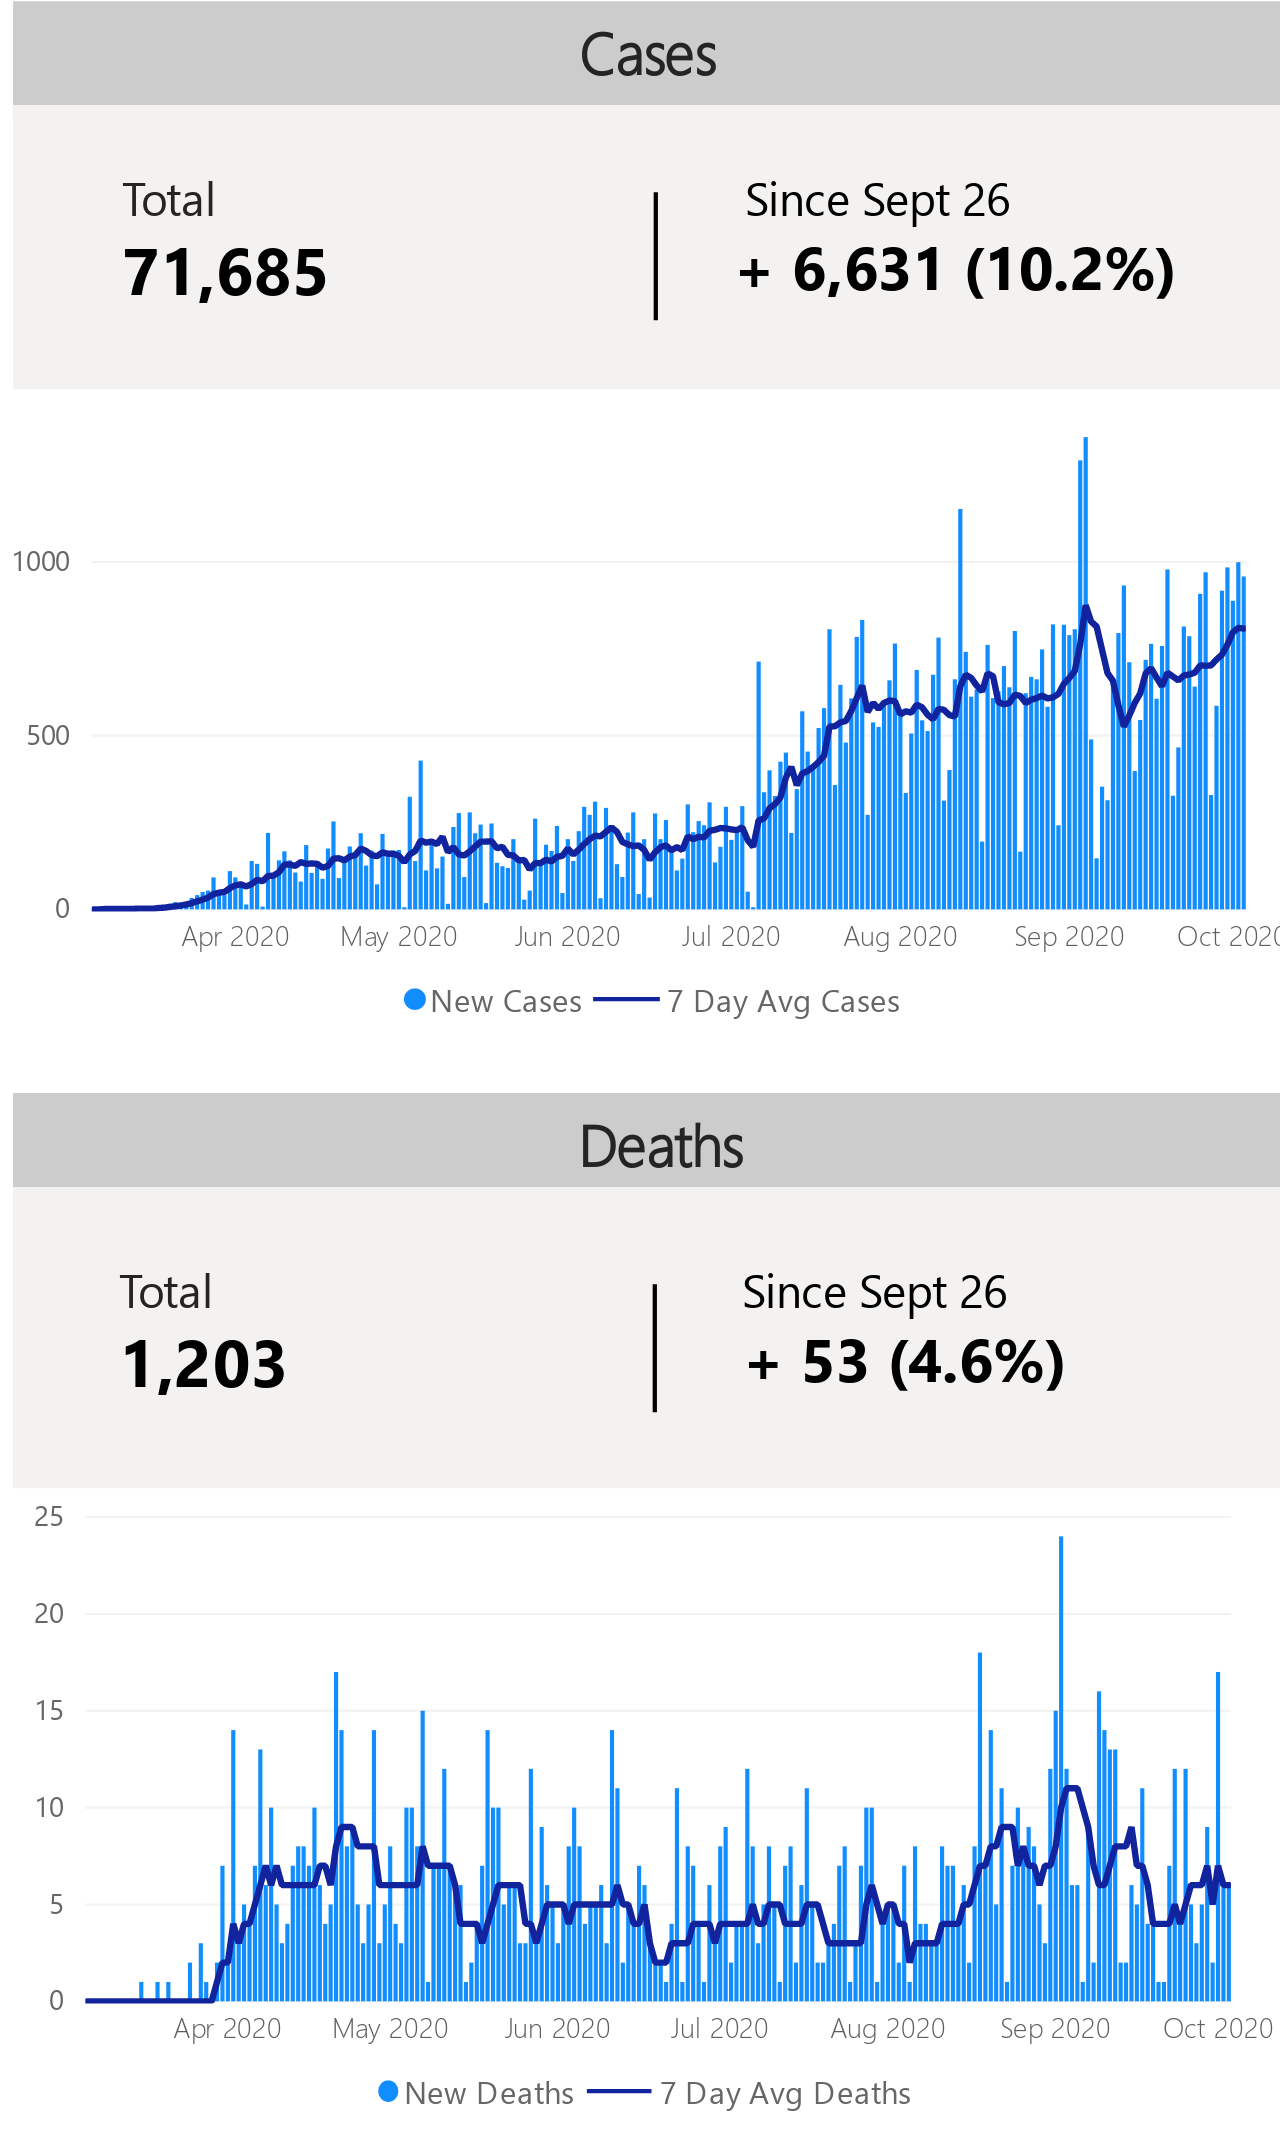 Cases
Total
Since Sept 26
71,685
+ 6,631 (10.2%)
1000
500
0
Apr 2020 May 2020 Jun 2020 Jul 2020 Aug 2020 Sep 2020 Oct 2020
New Cases 7 Day Avg Cases
Deaths
Total
Since Sept 26
1,203
+ 53 (4.6%)
25
20
15
10
5
0
Apr 2020 May 2020 Jun 2020 Jul 2020 Aug 2020 Sep 2020 Oct 2020
New Deaths 7 Day Avg Deaths